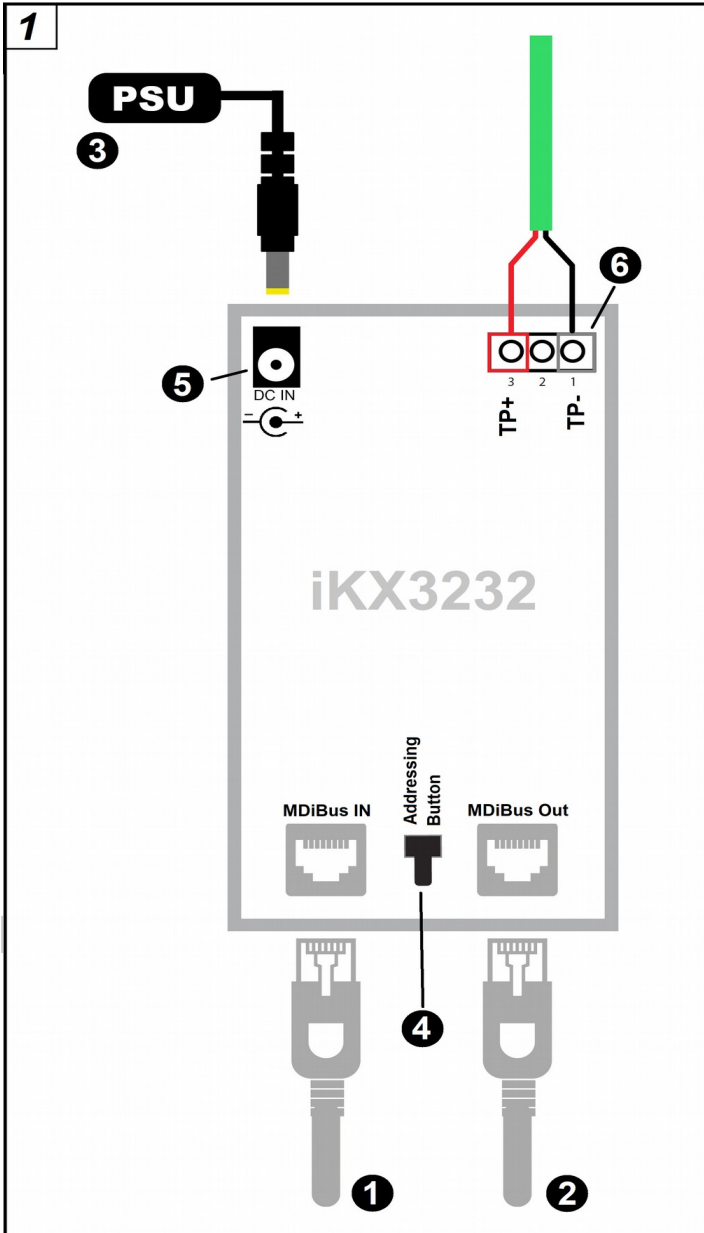 1
PSU
3
6
5
DC IN
- +
3 2 1
TP+ TP-
iKX3232
Addressing
Button
MDiBus IN
MDiBus Out
4
1
2